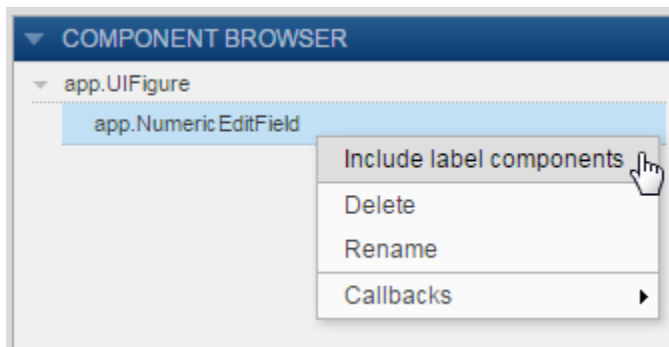 COMPONENT BROWSER
app.UIFigure
app.NumericEditField
Include label components
Delete
Rename
Callbacks